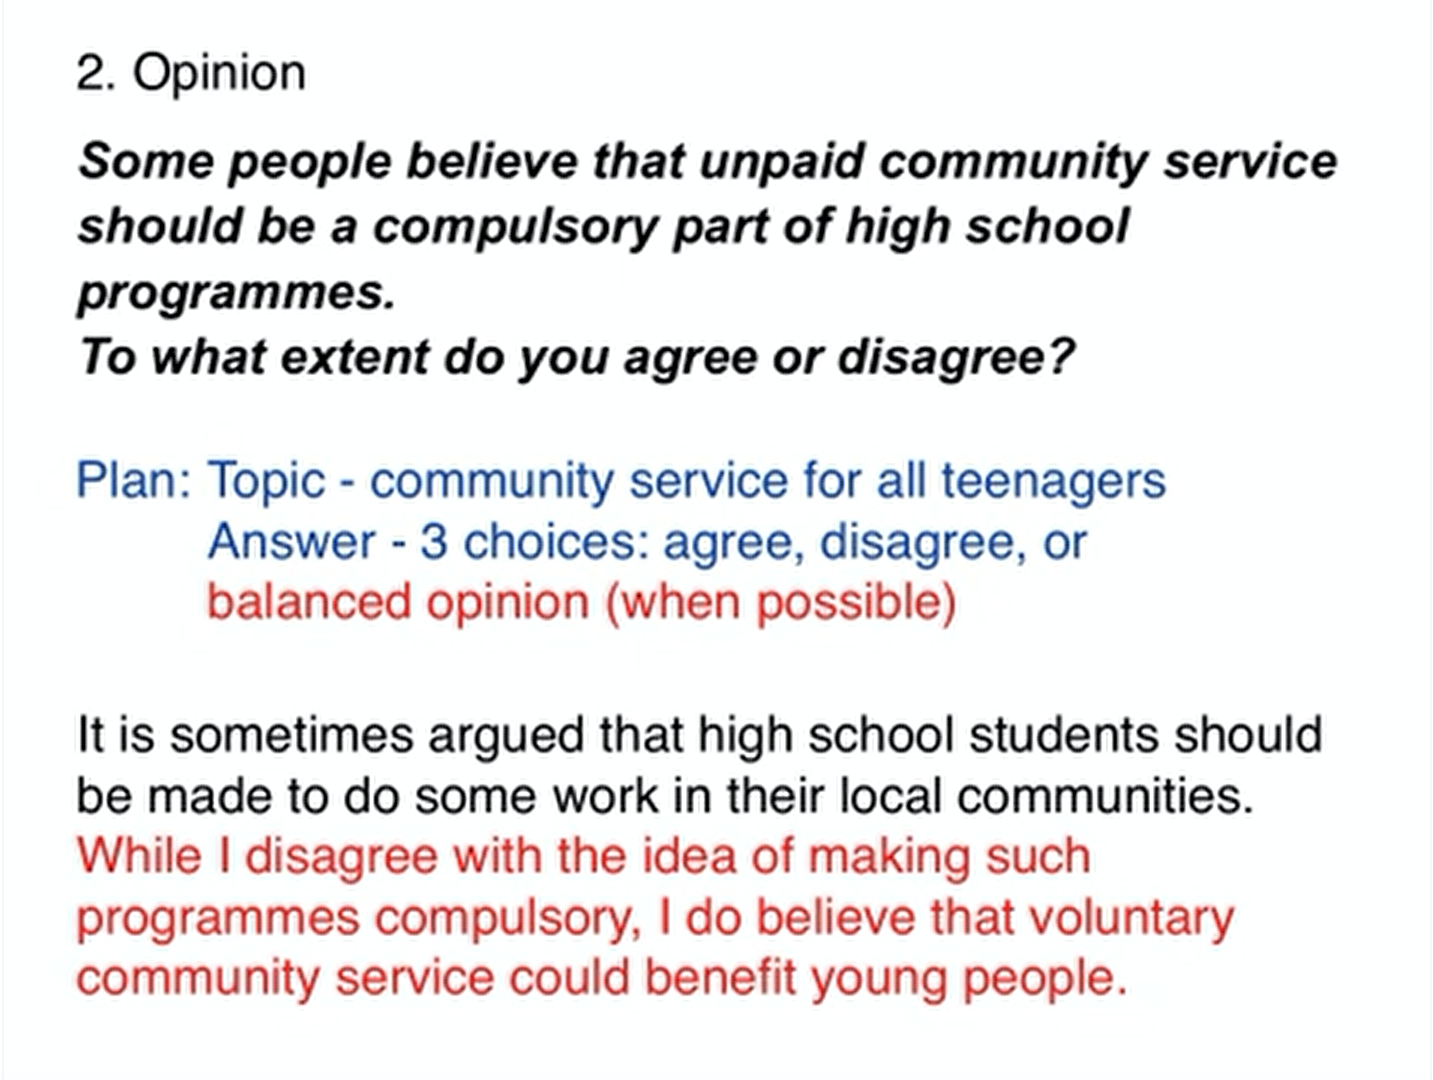 2. Opinion
Some people believe that unpaid community service
should be a compulsory part of high school
programmes.
To what extent do you agree or disagree?
Plan: Topic - community service for all teenagers
Answer - 3 choices: agree, disagree, or
balanced opinion (when possible)
It is sometimes argued that high school students should
be made to do some work in their local communities.
While I disagree with the idea of making such
programmes compulsory, I do believe that voluntary
community service could benefit young people.